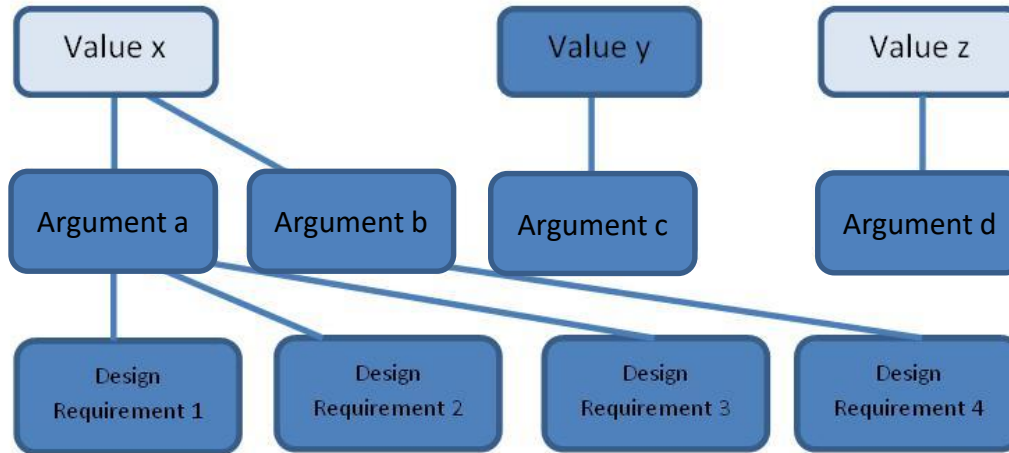 Value x
Value y
Value z
Argument a
Argument b
Argument c
Argument d
Design
Requirement 1
Design
Requirement 2
Design
Requirement 3
Design
Requirement 4